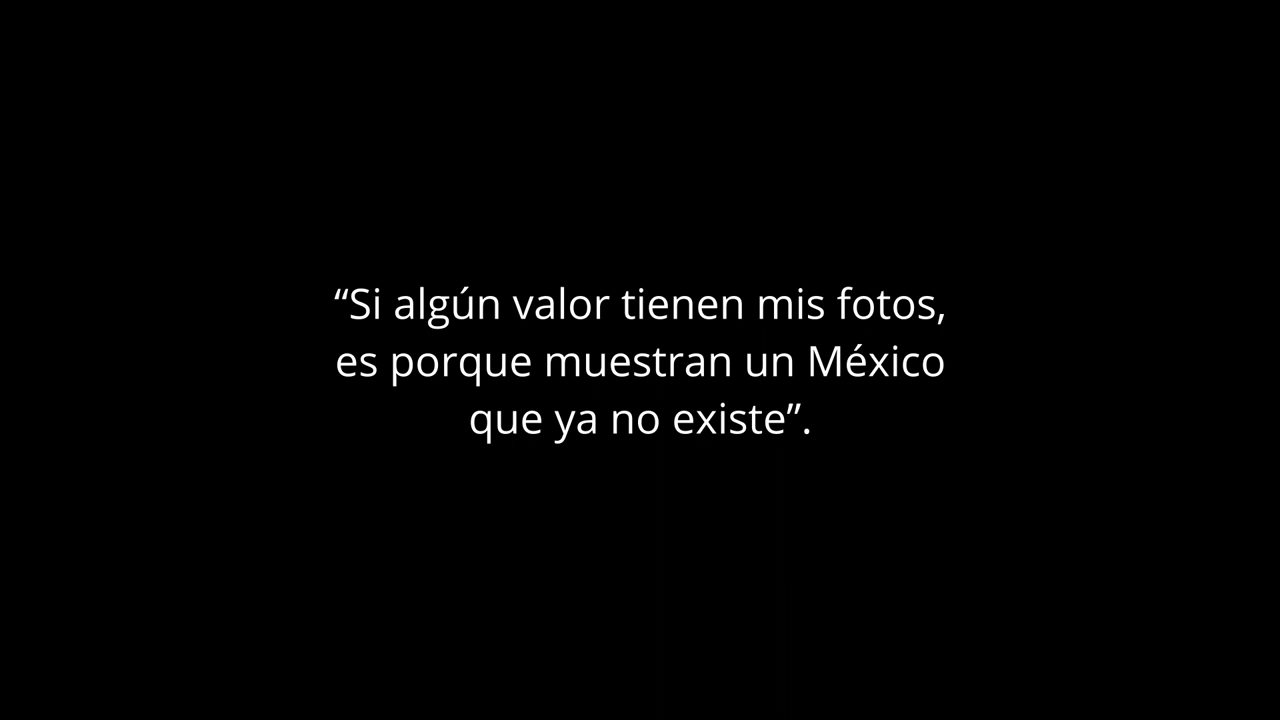 “Si algún valor tienen mis fotos,
es porque muestran un México
que ya no existe”.